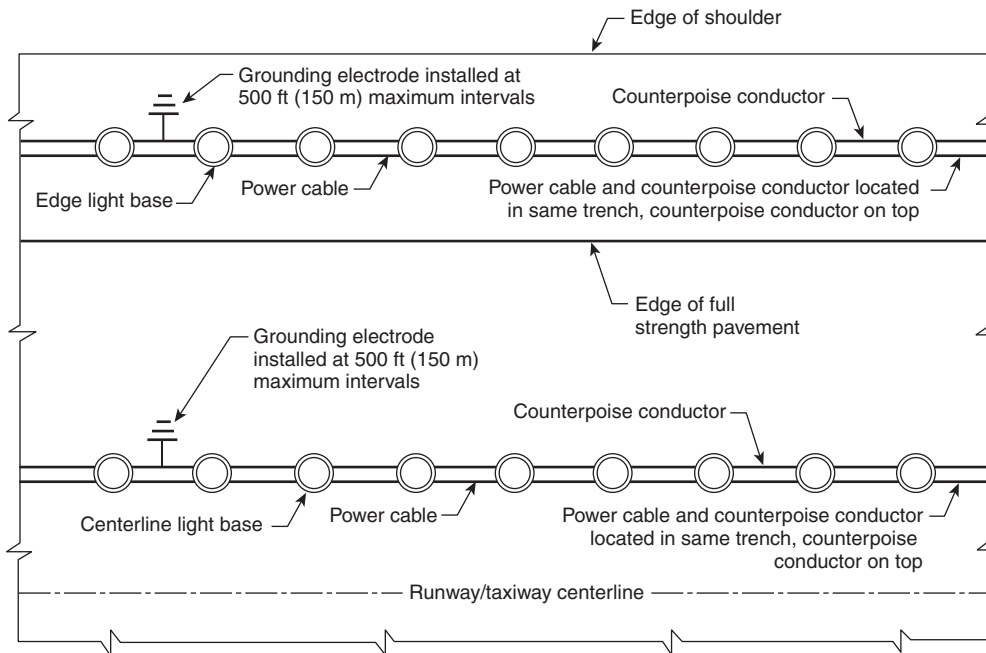 Edge of shoulder
Grounding electrode installed at
500 ft (150 m) maximum intervals
Counterpoise conductor
Edge light base
Power cable
Power cable and counterpoise conductor located
in same trench, counterpoise conductor on top
Edge of full
strength pavement
Grounding electrode
installed at 500 ft (150 m)
maximum intervals
Counterpoise conductor
Centerline light base
Power cable
Power cable and counterpoise conductor
located in same trench, counterpoise
conductor on top
Runway/taxiway centerline